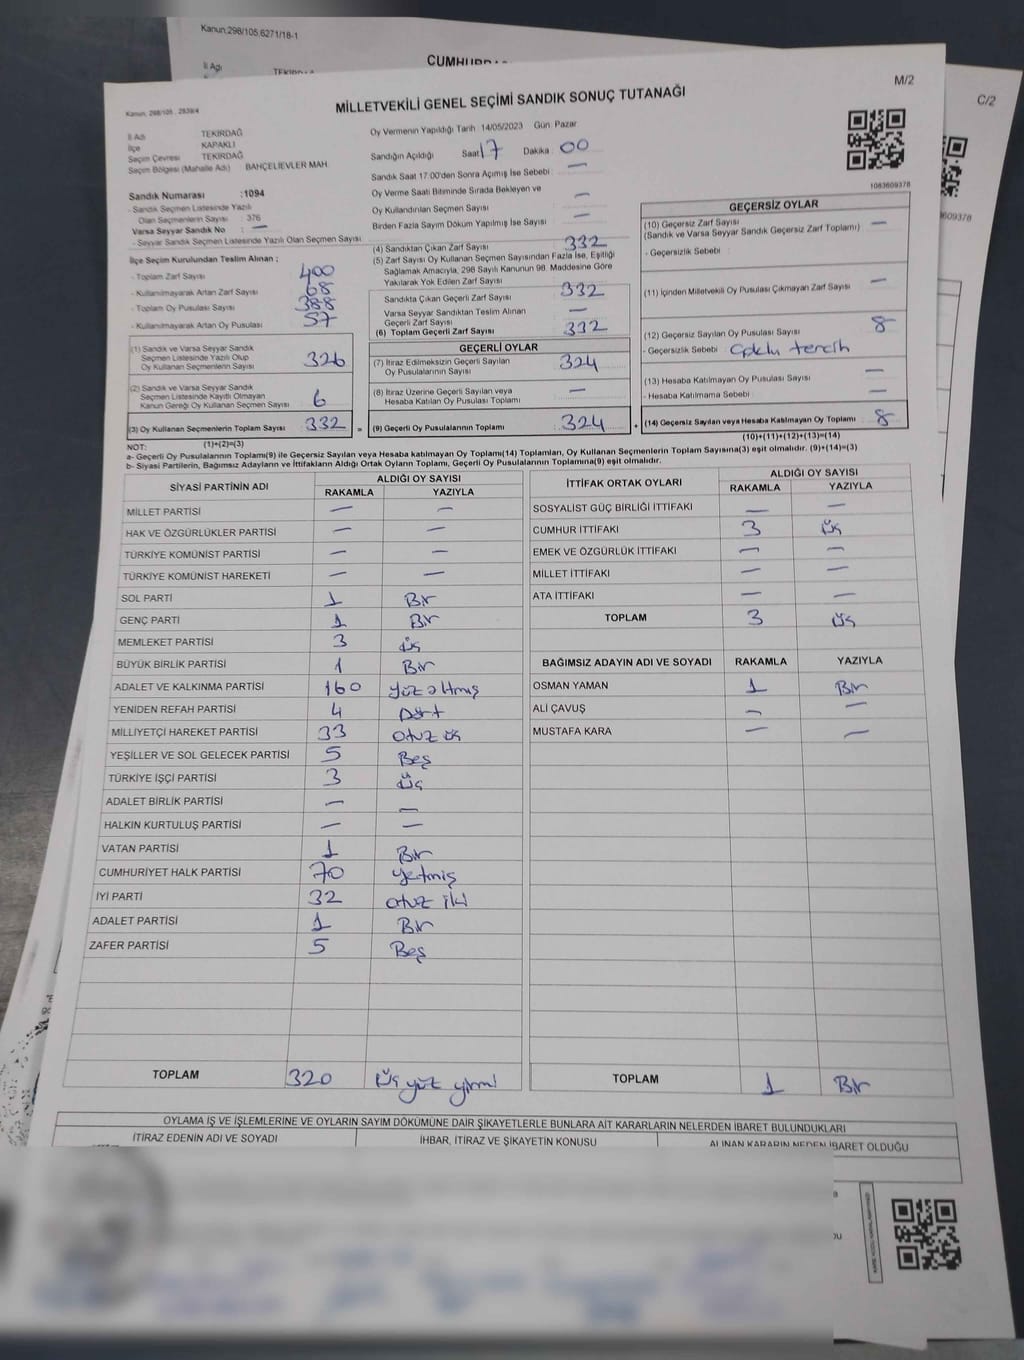 Kanun,298/105,6271/18-1
İl Adı
TEKİRDAĞ
C/2
M/2
Kanun, 298/105 , 2839/4
MİLLETVEKİLİ GENEL SEÇİMİ SANDIK SONUÇ TUTANAĞI
İl Adı TEKİRDAĞ
İlçe KAPAKLI
Seçim Çevresi TEKİRDAĞ
Seçim Bölgesi (Mahalle Adı) BAHÇELİEVLER MAH.
Oy Vermenin Yapıldığı Tarih :14/05/2023 Gün: Pazar
Sandığın Açıldığı Saat: 17 Dakika : 00
Sandık Saat 17:00'den Sonra Açımış İse Sebebi : —
Oy Verme Saati Bitiminde Sırada Bekleyen ve
Oy Kullandırılan Seçmen Sayısı —
Birden Fazla Sayım Döküm Yapılmış İse Sayısı —
1083609378
Sandık Numarası :1094
- Sandık Seçmen Listesinde Yazılı
Olan Seçmenlerin Sayısı : 376
Varsa Seyyar Sandık No : —
- Seyyar Sandık Seçmen Listesinde Yazılı Olan Seçmen Sayısı
İlçe Seçim Kurulundan Teslim Alınan ;
- Toplam Zarf Sayısı 400
- Kullanılmayarak Artan Zarf Sayısı 68
- Toplam Oy Pusulası Sayısı 388
- Kullanılmayarak Artan Oy Pusulası 57
(4) Sandıktan Çıkan Zarf Sayısı 332
(5) Zarf Sayısı Oy Kullanan Seçmen Sayısından Fazla İse, Eşitliği
Sağlamak Amacıyla, 298 Sayılı Kanunun 98. Maddesine Göre
Yakılarak Yok Edilen Zarf Sayısı
Sandıkta Çıkan Geçerli Zarf Sayısı 332
Varsa Seyyar Sandıktan Teslim Alınan
Geçerli Zarf Sayısı —
(6) Toplam Geçerli Zarf Sayısı 332
GEÇERSİZ OYLAR
(10) Geçersiz Zarf Sayısı
(Sandık ve Varsa Seyyar Sandık Geçersiz Zarf Toplamı) —
- Geçersizlik Sebebi :
(11) İçinden Milletvekili Oy Pusulası Çıkmayan Zarf Sayısı —
(12) Geçersiz Sayılan Oy Pusulası Sayısı 8
- Geçersizlik Sebebi Çoklu tercih
(13) Hesaba Katılmayan Oy Pusulası Sayısı —
- Hesaba Katılmama Sebebi : —
(14) Geçersiz Sayılan veya Hesaba Katılmayan Oy Toplamı 8
(10)+(11)+(12)+(13)=(14)
(1) Sandık ve Varsa Seyyar Sandık
Seçmen Listesinde Yazılı Olup
Oy Kullanan Seçmenlerin Sayısı 326
(2) Sandık ve Varsa Seyyar Sandık
Seçmen Listesinde Kayıtlı Olmayan
Kanun Gereği Oy Kullanan Seçmen Sayısı 6
(3) Oy Kullanan Seçmenlerin Toplam Sayısı 332 =
(1)+(2)=(3)
GEÇERLİ OYLAR
(7) İtiraz Edilmeksizin Geçerli Sayılan
Oy Pusulalarının Sayısı 324
(8) İtiraz Üzerine Geçerli Sayılan veya
Hesaba Katılan Oy Pusulası Toplamı —
(9) Geçerli Oy Pusulalarının Toplamı 324 +
NOT:
a- Geçerli Oy Pusulalarının Toplamı(9) ile Geçersiz Sayılan veya Hesaba katılmayan Oy Toplamı(14) Toplamları, Oy Kullanan Seçmenlerin Toplam Sayısına(3) eşit olmalıdır. (9)+(14)=(3)
b- Siyasi Partilerin, Bağımsız Adayların ve İttifakların Aldığı Ortak Oyların Toplamı, Geçerli Oy Pusulalarının Toplamına(9) eşit olmalıdır.
SİYASİ PARTİNİN ADI ALDIĞI OY SAYISI
RAKAMLA YAZIYLA
MİLLET PARTİSİ — —
HAK VE ÖZGÜRLÜKLER PARTİSİ — —
TÜRKİYE KOMÜNİST PARTİSİ — —
TÜRKİYE KOMÜNİST HAREKETİ — —
SOL PARTİ 1 Bir
GENÇ PARTİ 1 Bir
MEMLEKET PARTİSİ 3 üç
BÜYÜK BİRLİK PARTİSİ 1 Bir
ADALET VE KALKINMA PARTİSİ 160 yüz altmış
YENİDEN REFAH PARTİSİ 4 Dört
MİLLİYETÇİ HAREKET PARTİSİ 33 otuz üç
YEŞİLLER VE SOL GELECEK PARTİSİ 5 Beş
TÜRKİYE İŞÇİ PARTİSİ 3 üç
ADALET BİRLİK PARTİSİ — —
HALKIN KURTULUŞ PARTİSİ — —
VATAN PARTİSİ 1 Bir
CUMHURİYET HALK PARTİSİ 70 yetmiş
İYİ PARTİ 32 otuz iki
ADALET PARTİSİ 1 Bir
ZAFER PARTİSİ 5 Beş
TOPLAM 320 üç yüz yirmi
İTTİFAK ORTAK OYLARI ALDIĞI OY SAYISI
RAKAMLA YAZIYLA
SOSYALİST GÜÇ BİRLİĞİ İTTİFAKI — —
CUMHUR İTTİFAKI 3 üç
EMEK VE ÖZGÜRLÜK İTTİFAKI — —
MİLLET İTTİFAKI — —
ATA İTTİFAKI — —
TOPLAM 3 üç
BAĞIMSIZ ADAYIN ADI VE SOYADI RAKAMLA YAZIYLA
OSMAN YAMAN 1 Bir
ALİ ÇAVUŞ — —
MUSTAFA KARA — —
TOPLAM 1 Bir
OYLAMA İŞ VE İŞLEMLERİNE VE OYLARIN SAYIM DÖKÜMÜNE DAİR ŞİKAYETLERLE BUNLARA AİT KARARLARIN NELERDEN İBARET BULUNDUKLARI
İTİRAZ EDENİN ADI VE SOYADI İHBAR, İTİRAZ VE ŞİKAYETİN KONUSU ALINAN KARARIN NEDEN İBARET OLDUĞU